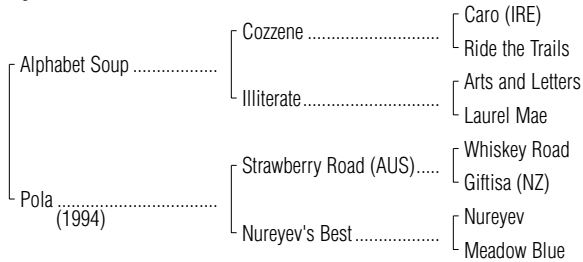 Caro (IRE)
Cozzene ..............................
Ride the Trails
Alphabet Soup ..................
Arts and Letters
Illiterate...............................
Laurel Mae
Whiskey Road
Strawberry Road (AUS).....
Giftisa (NZ)
Pola ..................................
(1994)
Nureyev
Nureyev's Best ...................
Meadow Blue